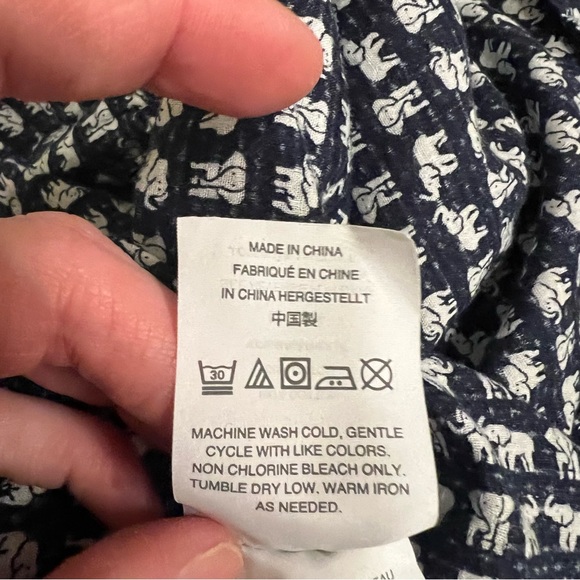 MADE IN CHINA
FABRIQUÉ EN CHINE
IN CHINA HERGESTELLT
中国製
30
MACHINE WASH COLD, GENTLE
CYCLE WITH LIKE COLORS.
NON CHLORINE BLEACH ONLY.
TUMBLE DRY LOW. WARM IRON
AS NEEDED.